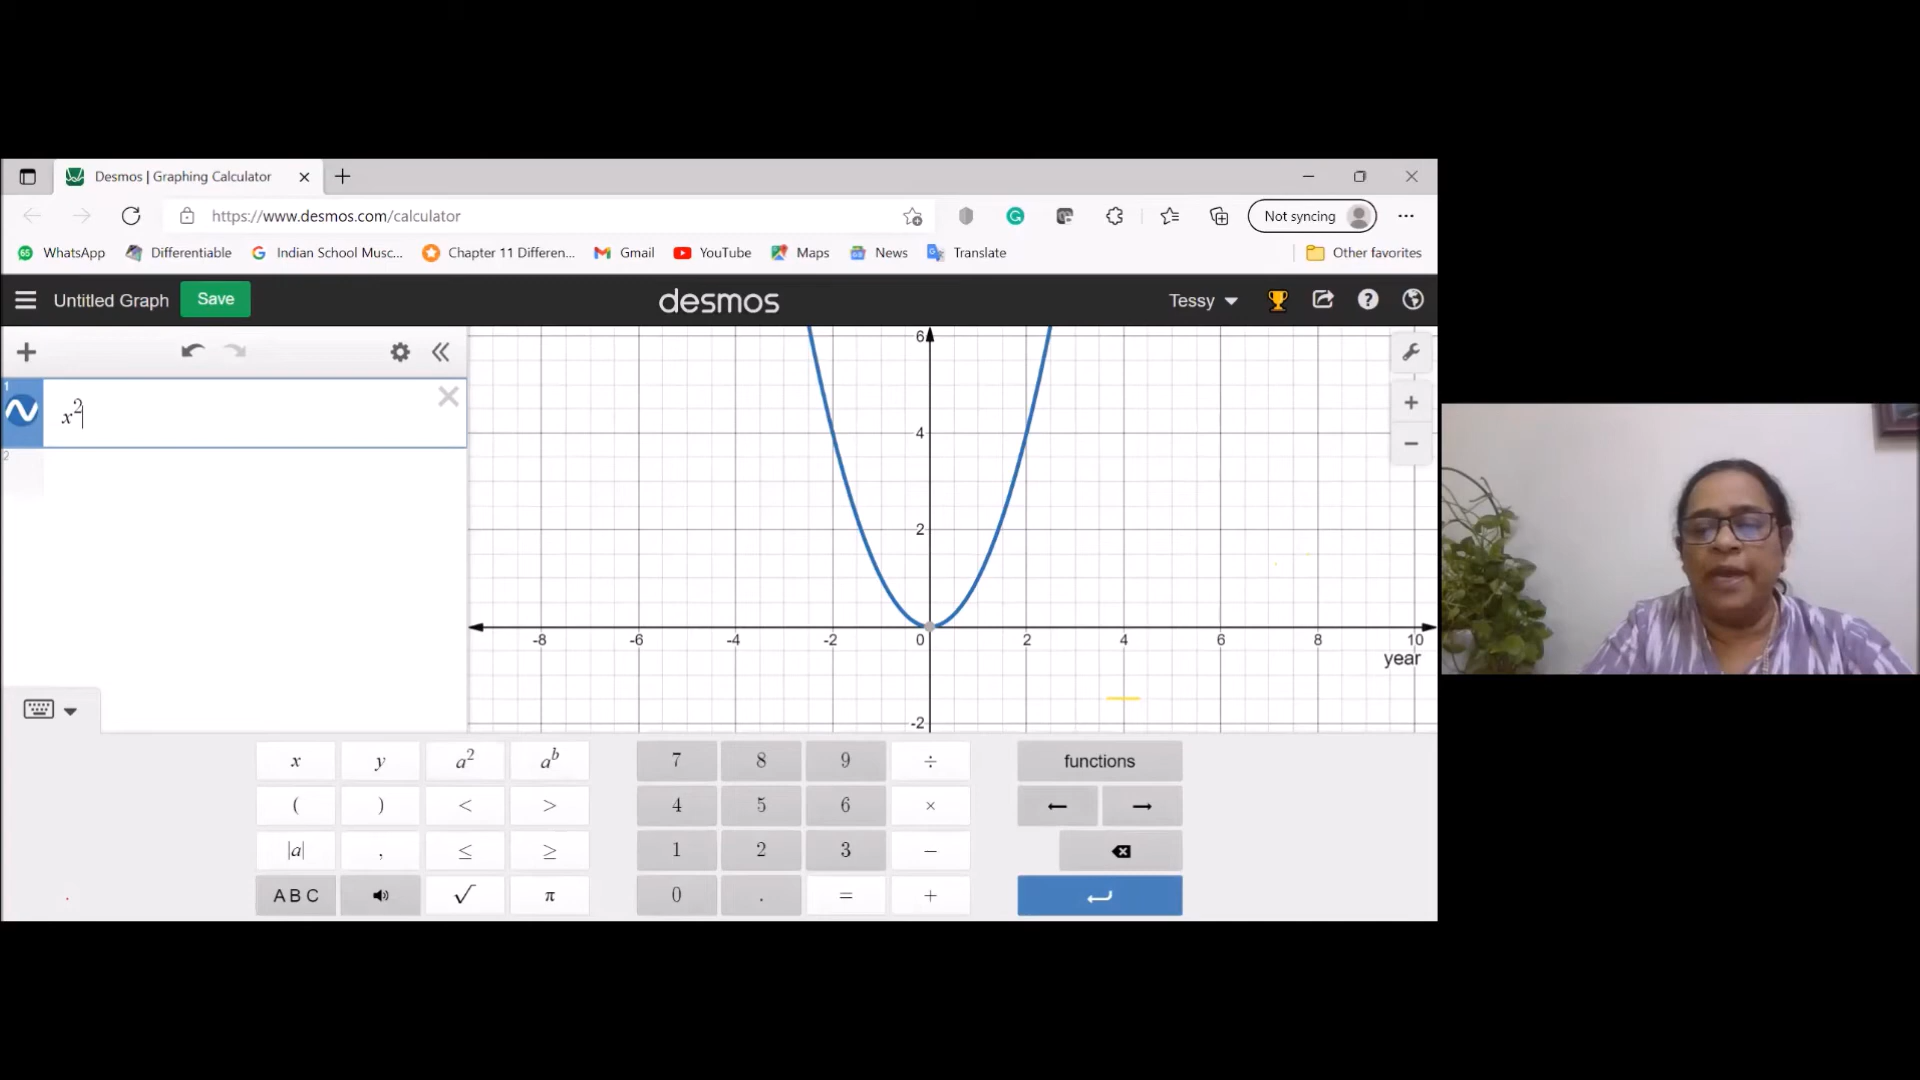 Desmos | Graphing Calculator
https://www.desmos.com/calculator
Not syncing
65 WhatsApp Differentiable Indian School Musc... Chapter 11 Differen... Gmail YouTube Maps News Translate Other favorites
Untitled Graph Save desmos Tessy
1
x²
2
6
4
2
-8 -6 -4 -2 0 2 4 6 8 10
year
-2
x y a² aᵇ 7 8 9 ÷ functions
( ) < > 4 5 6 × ← →
|a| , ≤ ≥ 1 2 3 −
A B C √ π 0 . = +